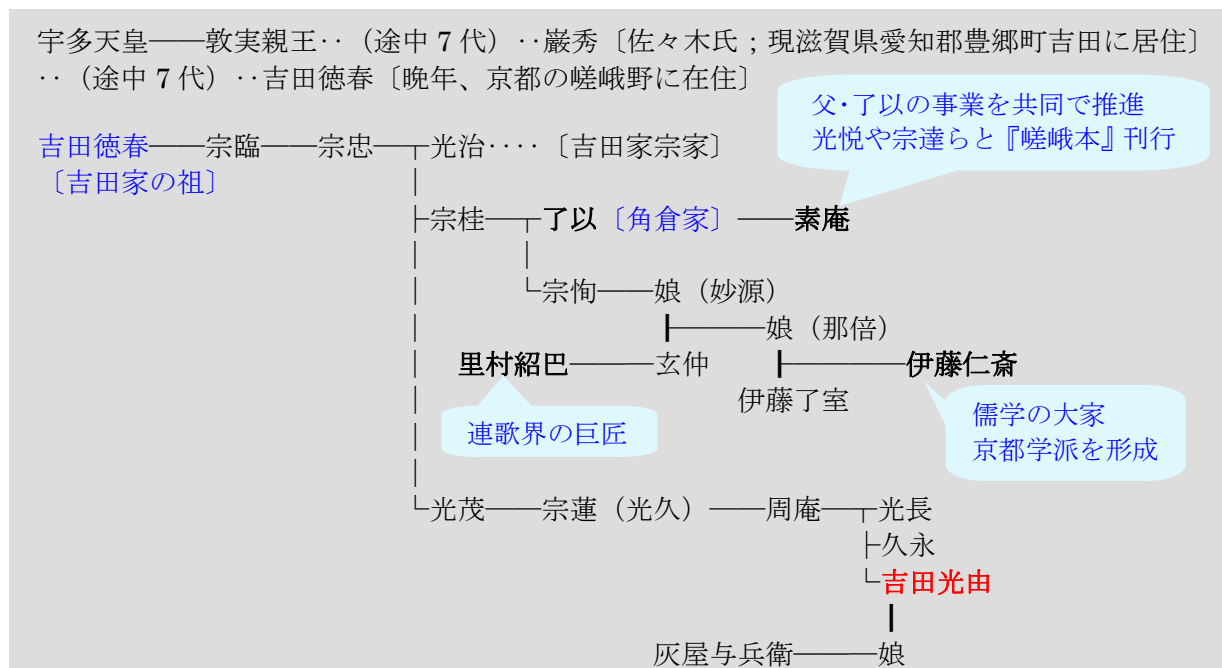 宇多天皇――敦実親王‥（途中 7 代）‥巌秀〔佐々木氏；現滋賀県愛知郡豊郷町吉田に居住〕
‥（途中 7 代）‥吉田徳春〔晩年、京都の嵯峨野に在住〕
父・了以の事業を共同で推進
光悦や宗達らと『嵯峨本』刊行
吉田徳春――宗臨――宗忠―┬光治‥‥〔吉田家宗家〕
〔吉田家の祖〕
├宗桂―┬了以〔角倉家〕――素庵
└宗恂――娘（妙源）
┠―――娘（那倍）
里村紹巴―――玄仲 ┠――――伊藤仁斎
伊藤了室
連歌界の巨匠
儒学の大家
京都学派を形成
└光茂――宗蓮（光久）――周庵―┬光長
├久永
└吉田光由
┃
灰屋与兵衛―――娘